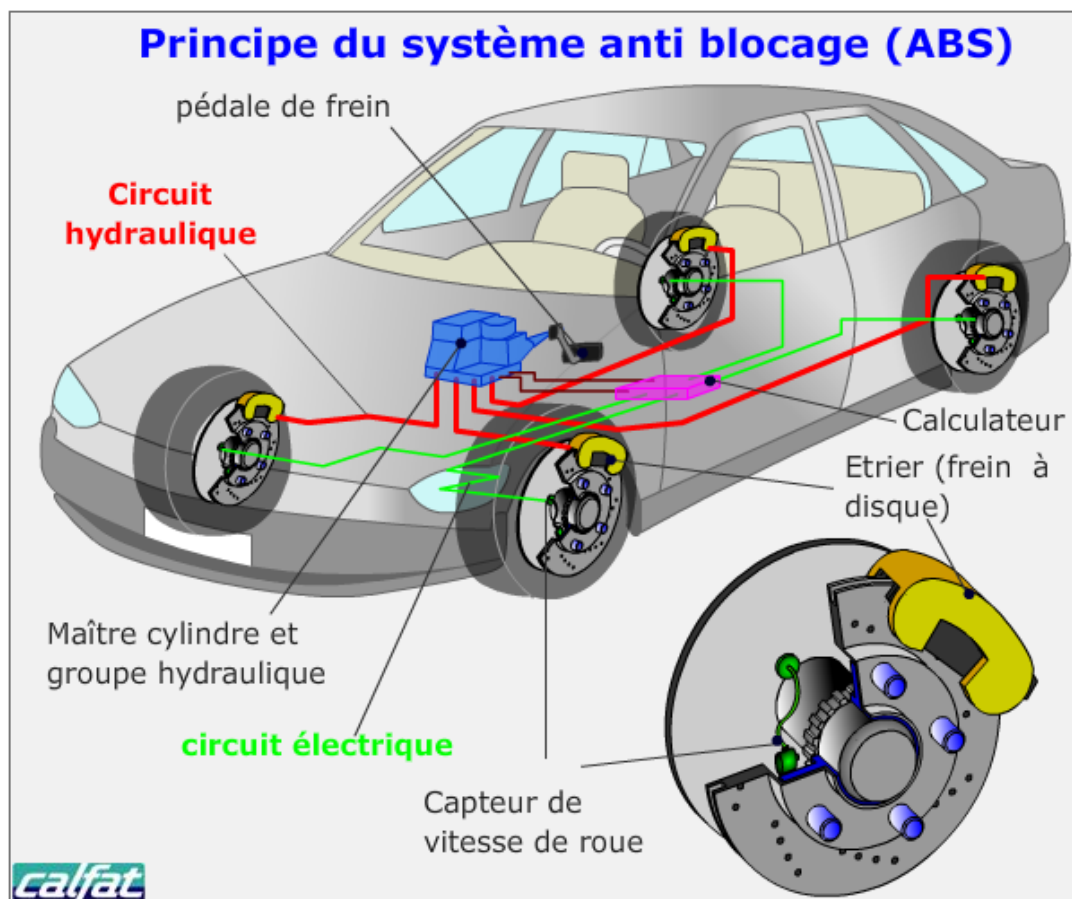 Principe du système anti blocage (ABS)
pédale de frein
Circuit
hydraulique
Calculateur
Etrier (frein à
disque)
Maître cylindre et
groupe hydraulique
circuit électrique
Capteur de
vitesse de roue
calfat